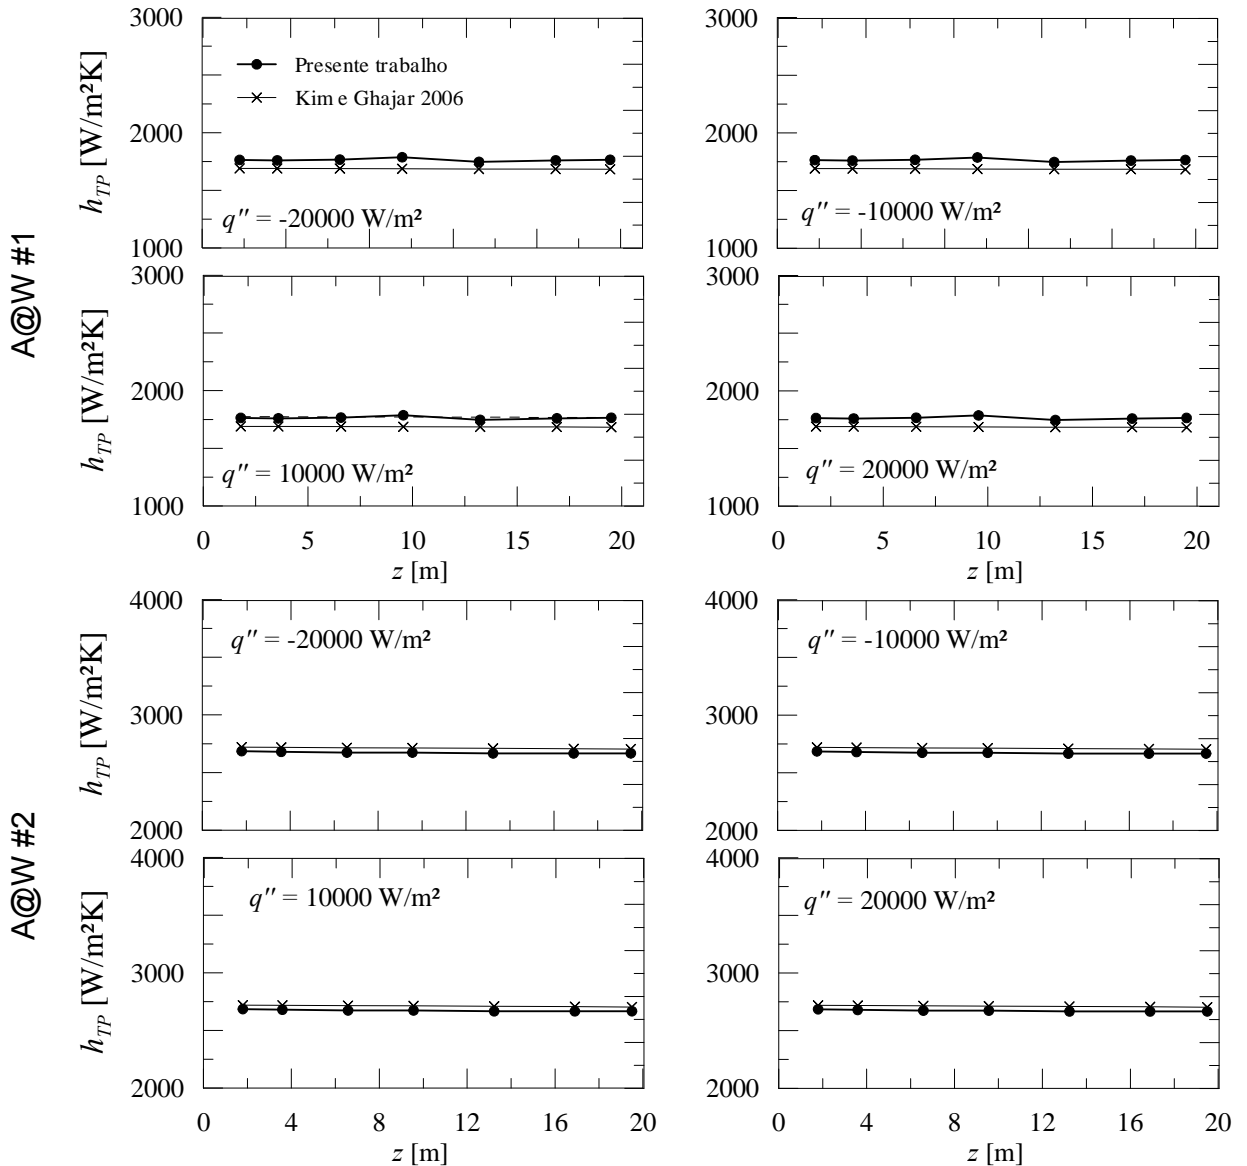 A@W #1
h_TP [W/m²K]
3000
2000
1000
Presente trabalho
Kim e Ghajar 2006
q″ = -20000 W/m²
h_TP [W/m²K]
3000
2000
1000
q″ = 10000 W/m²
0 5 10 15 20
z [m]
3000
2000
1000
q″ = -10000 W/m²
3000
2000
1000
q″ = 20000 W/m²
0 5 10 15 20
z [m]
A@W #2
h_TP [W/m²K]
4000
3000
2000
q″ = -20000 W/m²
h_TP [W/m²K]
4000
3000
2000
q″ = 10000 W/m²
0 4 8 12 16 20
z [m]
4000
3000
2000
q″ = -10000 W/m²
4000
3000
2000
q″ = 20000 W/m²
0 4 8 12 16 20
z [m]